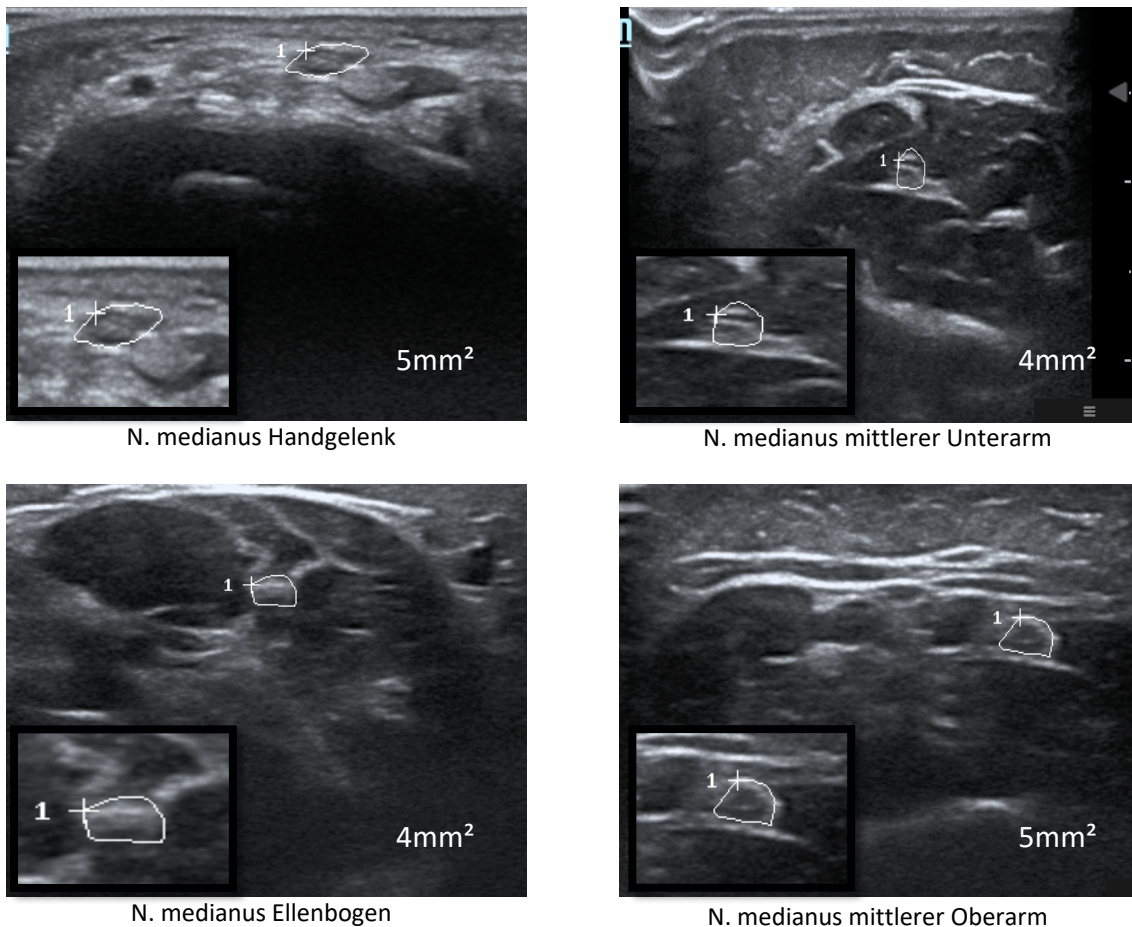 1
1
5mm²
N. medianus Handgelenk
1
1
4mm²
N. medianus mittlerer Unterarm
1
1
4mm²
N. medianus Ellenbogen
1
1
5mm²
N. medianus mittlerer Oberarm